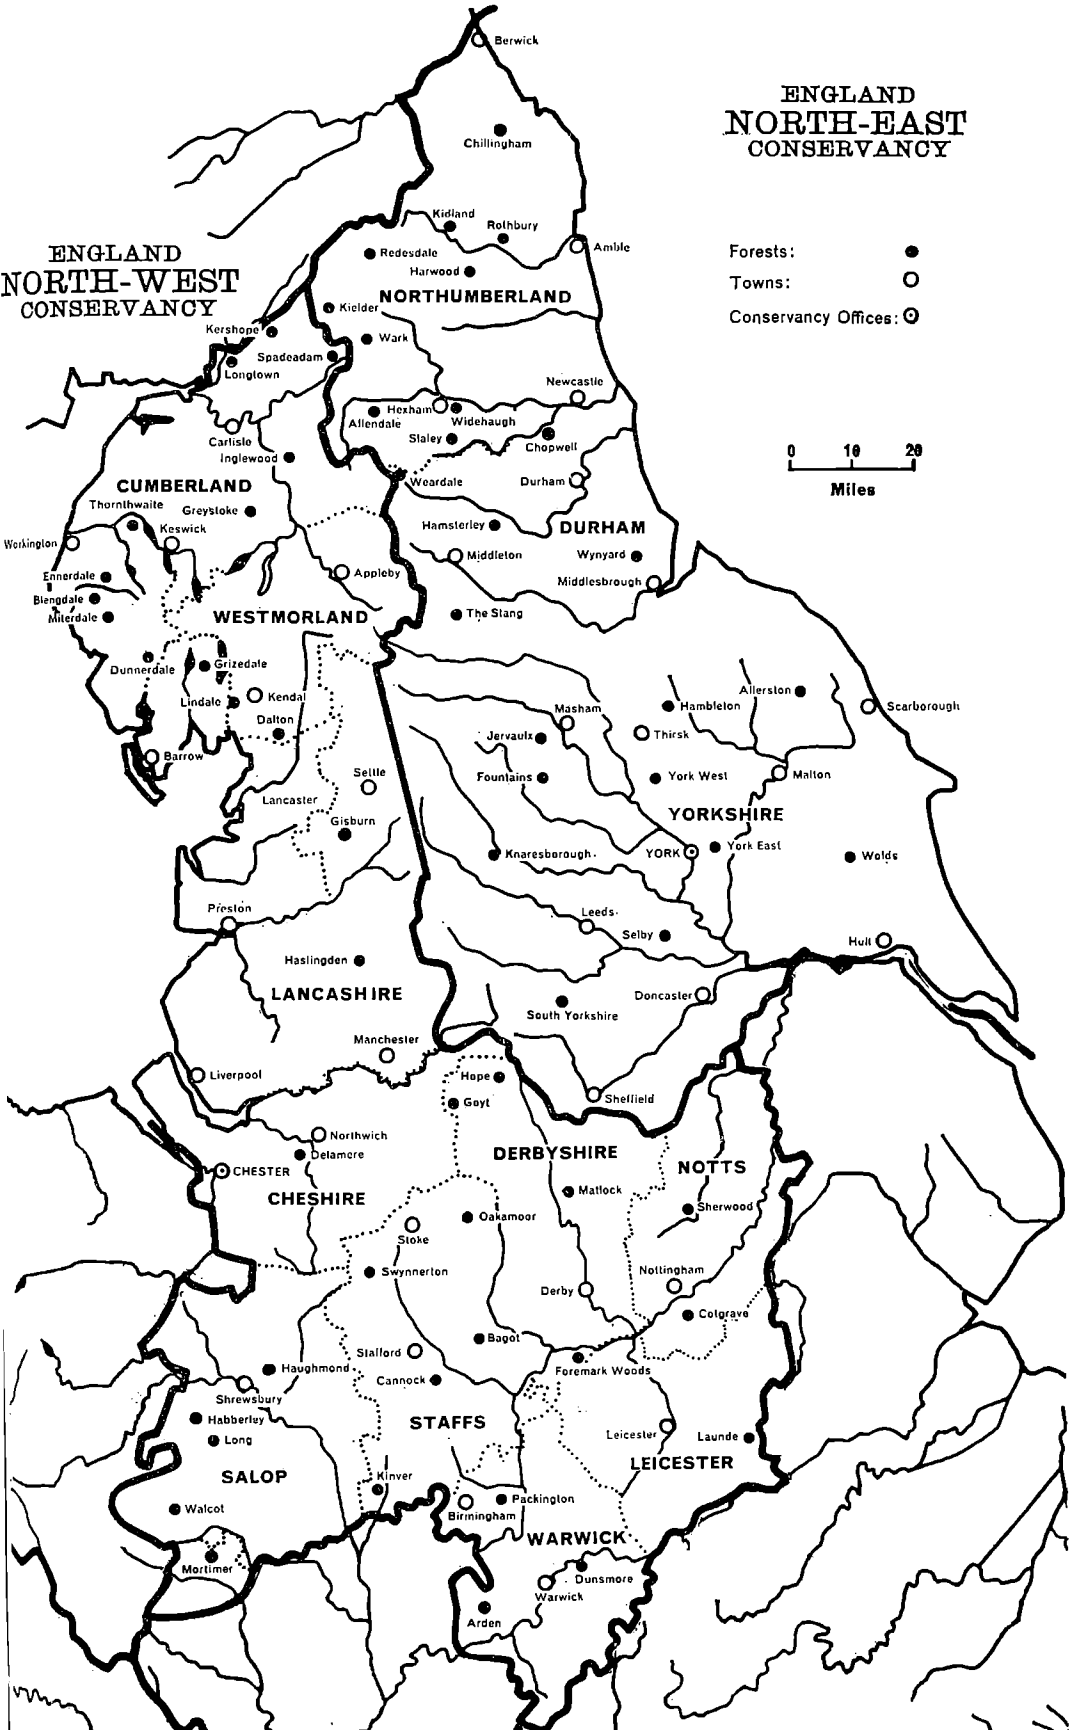 Berwick
ENGLAND
NORTH-EAST
CONSERVANCY
Chillingham
Kidland
Rothbury
Amble
ENGLAND
NORTH-WEST
CONSERVANCY
Redesdale
Forests:
Harwood
Towns:
NORTHUMBERLAND
Kielder
Conservancy Offices:
Kershope
Wark
Spadeadam
Longtown
Newcastle
Hexham
Allendale
Widehaugh
Carlisle
Slaley
Chopwell
Inglewood
0 10 20
Miles
Weardale
Durham
CUMBERLAND
Thornthwaite
Greystoke
Keswick
Hamsterley
DURHAM
Workington
Middleton
Wynyard
Ennerdale
Appleby
Middlesbrough
Blengdale
Miterdale
WESTMORLAND
The Stang
Dunnerdale
Grizedale
Allerston
Lindale
Kendal
Hambleton
Scarborough
Masham
Dalton
Jervaulx
Thirsk
Barrow
Settle
Fountains
York West
Malton
Lancaster
Gisburn
YORKSHIRE
Knaresborough
YORK
York East
Wolds
Preston
Leeds
Selby
Hull
Haslingden
LANCASHIRE
Doncaster
South Yorkshire
Manchester
Liverpool
Hope
Goyt
Sheffield
Northwich
Delamere
DERBYSHIRE
NOTTS
CHESTER
CHESHIRE
Matlock
Sherwood
Oakamoor
Stoke
Swynnerton
Nottingham
Derby
Colgrave
Bagot
Stafford
Foremark Woods
Haughmond
Cannock
Shrewsbury
Habberley
STAFFS
Long
Leicester
Launde
LEICESTER
SALOP
Kinver
Walcot
Packington
Birmingham
WARWICK
Mortimer
Dunsmore
Warwick
Arden